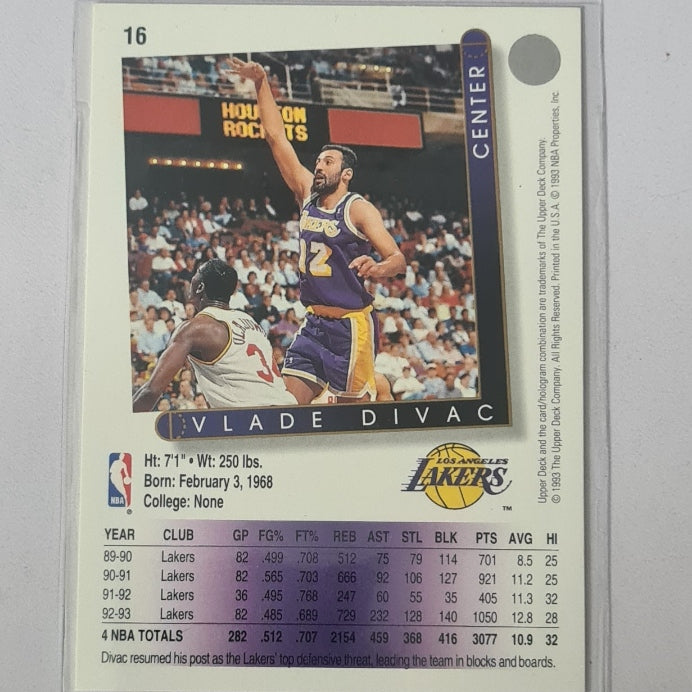 16
HOUSTON
ROCKETS
CENTER
LAKERS
12
OLAJUWON
34
VLADE DIVAC
Ht: 7'1" • Wt: 250 lbs.
Born: February 3, 1968
College: None
NBA
®
LOS ANGELES
LAKERS
™
Upper Deck and the card/hologram combination are trademarks of The Upper Deck Company.
© 1993 The Upper Deck Company. All Rights Reserved. Printed in the U.S.A. © 1993 NBA Properties, Inc.
YEAR CLUB GP FG% FT% REB AST STL BLK PTS AVG HI
89-90 Lakers 82 .499 .708 512 75 79 114 701 8.5 25
90-91 Lakers 82 .565 .703 666 92 106 127 921 11.2 25
91-92 Lakers 36 .495 .768 247 60 55 35 405 11.3 32
92-93 Lakers 82 .485 .689 729 232 128 140 1050 12.8 28
4 NBA TOTALS 282 .512 .707 2154 459 368 416 3077 10.9 32
Divac resumed his post as the Lakers' top defensive threat, leading the team in blocks and boards.